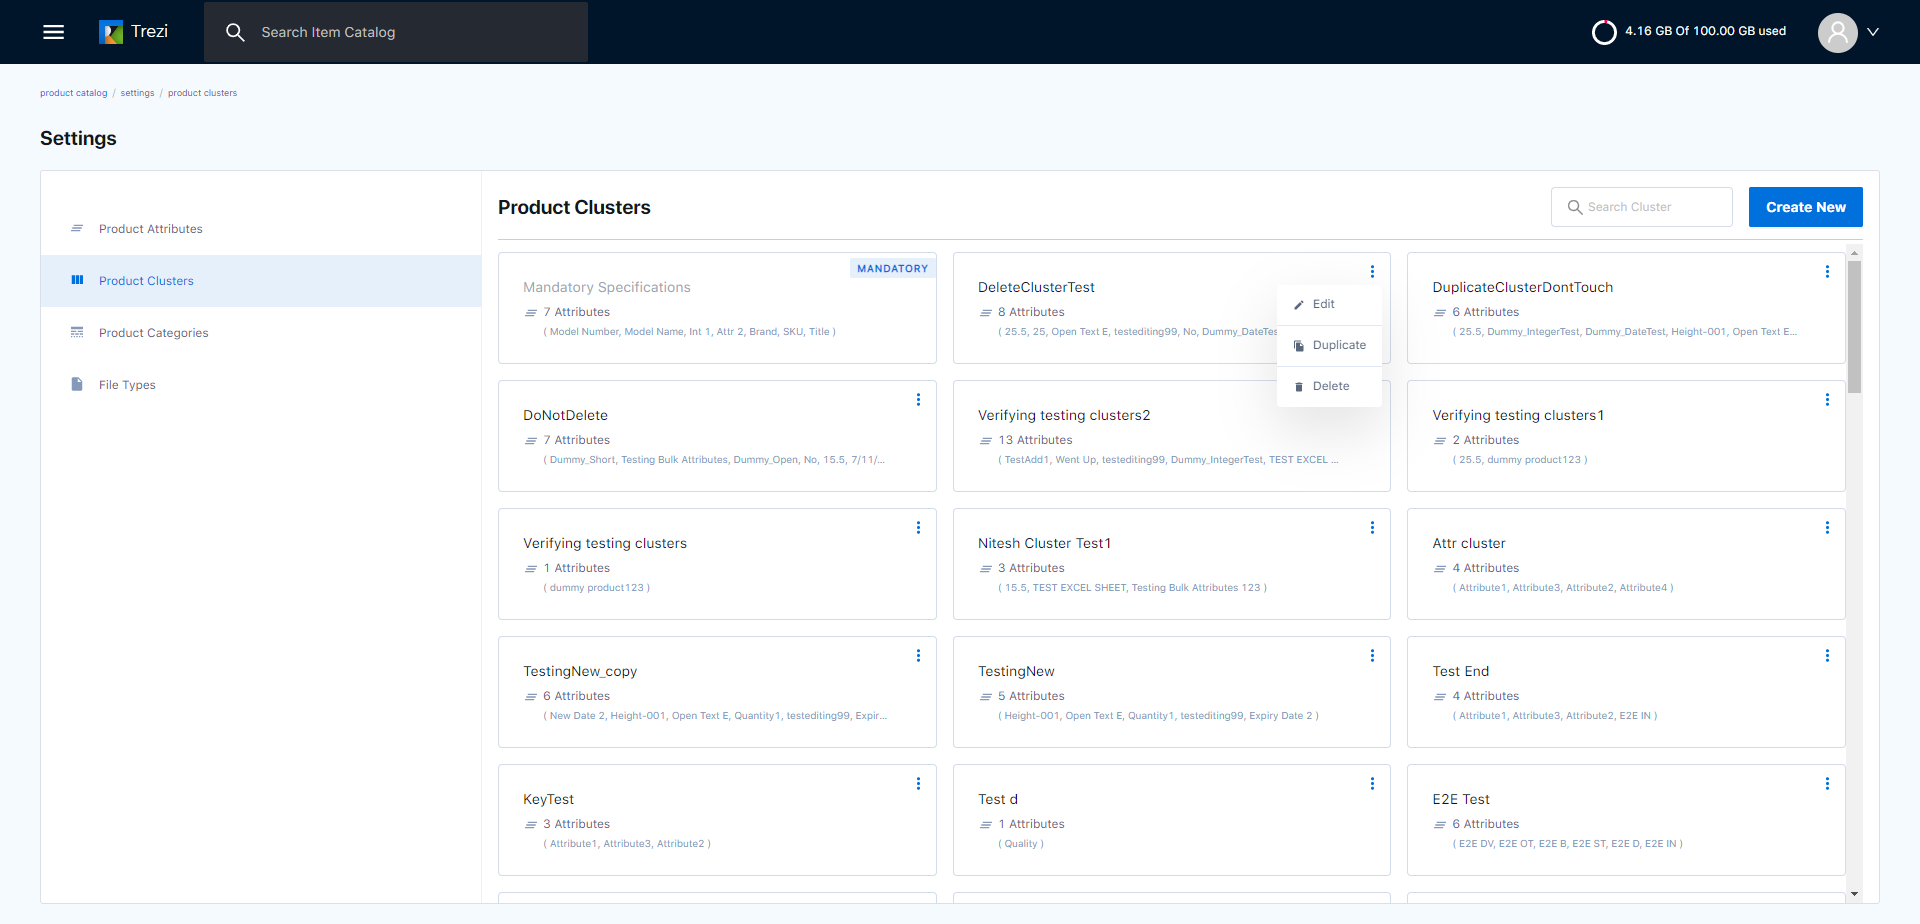 Trezi
Search Item Catalog
4.16 GB Of 100.00 GB used
product catalog / settings / product clusters
Settings
Product Attributes
Product Clusters
Product Categories
File Types
Product Clusters
Search Cluster
Create New
MANDATORY
Mandatory Specifications
7 Attributes
( Model Number, Model Name, Int 1, Attr 2, Brand, SKU, Title )
DeleteClusterTest
8 Attributes
( 25.5, 25, Open Text E, testediting99, No, Dummy_DateTes
Edit
Duplicate
Delete
DuplicateClusterDontTouch
6 Attributes
( 25.5, Dummy_IntegerTest, Dummy_DateTest, Height-001, Open Text E...
DoNotDelete
7 Attributes
( Dummy_Short, Testing Bulk Attributes, Dummy_Open, No, 15.5, 7/11/...
Verifying testing clusters2
13 Attributes
( TestAdd1, Went Up, testediting99, Dummy_IntegerTest, TEST EXCEL ...
Verifying testing clusters1
2 Attributes
( 25.5, dummy product123 )
Verifying testing clusters
1 Attributes
( dummy product123 )
Nitesh Cluster Test1
3 Attributes
( 15.5, TEST EXCEL SHEET, Testing Bulk Attributes 123 )
Attr cluster
4 Attributes
( Attribute1, Attribute3, Attribute2, Attribute4 )
TestingNew_copy
6 Attributes
( New Date 2, Height-001, Open Text E, Quantity1, testediting99, Expir...
TestingNew
5 Attributes
( Height-001, Open Text E, Quantity1, testediting99, Expiry Date 2 )
Test End
4 Attributes
( Attribute1, Attribute3, Attribute2, E2E IN )
KeyTest
3 Attributes
( Attribute1, Attribute3, Attribute2 )
Test d
1 Attributes
( Quality )
E2E Test
6 Attributes
( E2E DV, E2E OT, E2E B, E2E ST, E2E D, E2E IN )